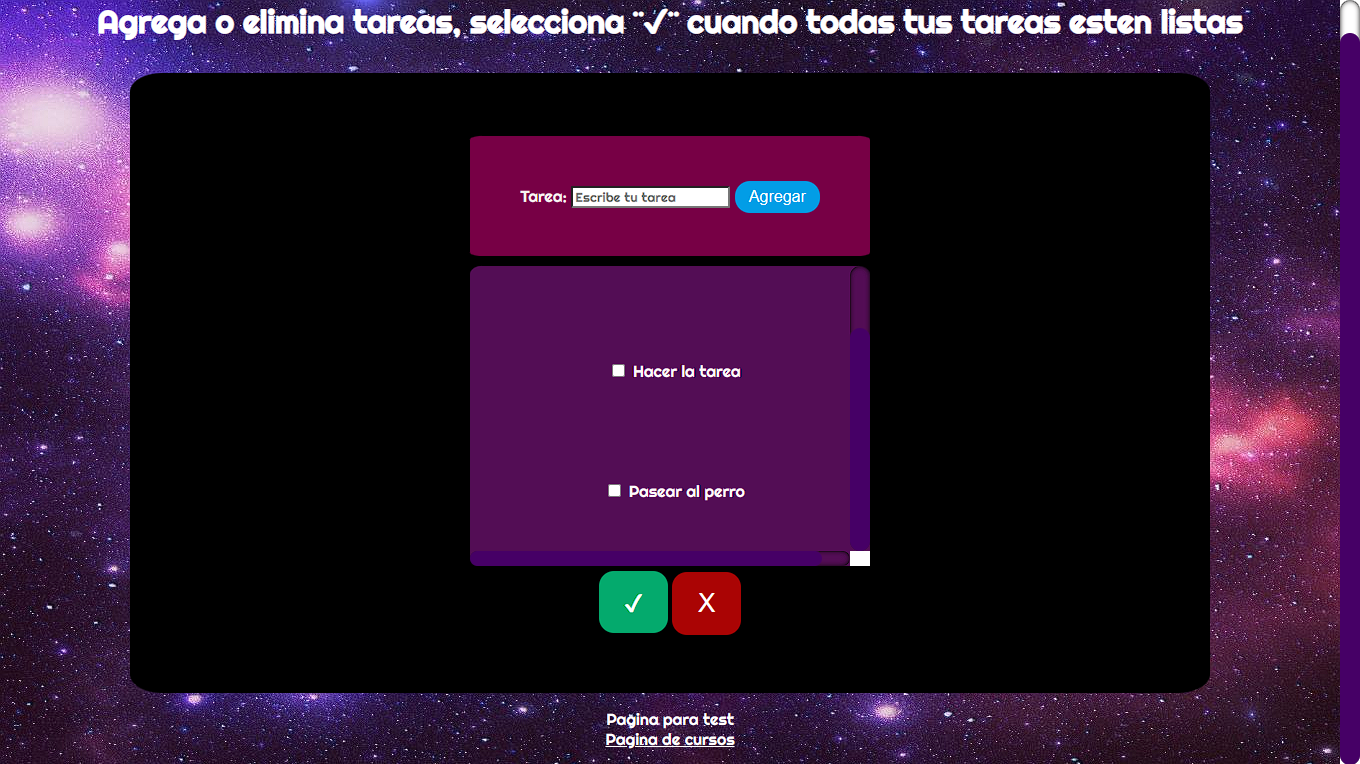 Agrega o elimina tareas, selecciona ¨✓¨ cuando todas tus tareas esten listas
Tarea: Escribe tu tarea Agregar
Hacer la tarea
Pasear al perro
✓ X
Pagina para test
Pagina de cursos